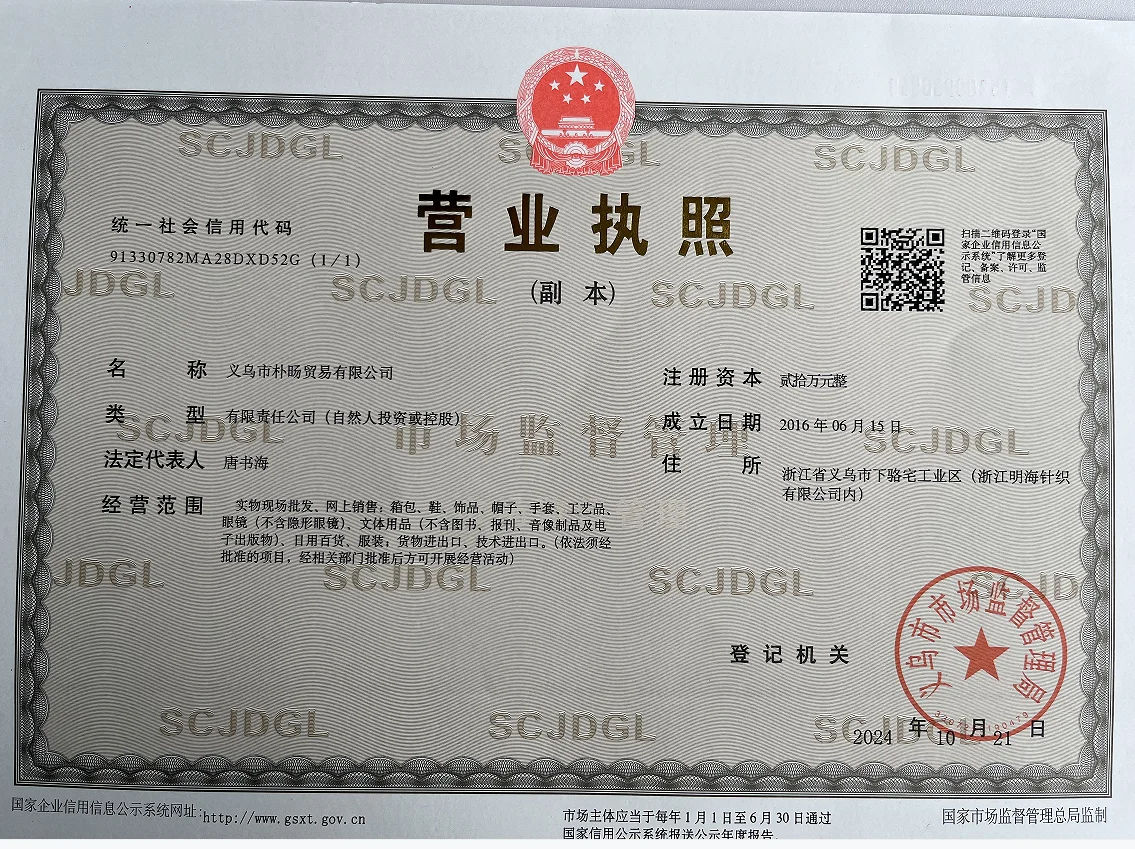 营业执照
(副 本)
统一社会信用代码
91330782MA28DXD52G (1/1)
扫描二维码登录“国
家企业信用信息公
示系统”了解更多登
记、备案、许可、监
管信息
名 称 义乌市朴旸贸易有限公司
类 型 有限责任公司（自然人投资或控股）
法定代表人 唐书海
经营范围 实物现场批发、网上销售：箱包、鞋、饰品、帽子、手套、工艺品、
眼镜（不含隐形眼镜）、文体用品（不含图书、报刊、音像制品及电
子出版物）、日用百货、服装；货物进出口、技术进出口。（依法须经
批准的项目，经相关部门批准后方可开展经营活动）
注册资本 贰拾万元整
成立日期 2016 年 06 月 15 日
住 所 浙江省义乌市下骆宅工业区（浙江明海针织
有限公司内）
登记机关
义乌市市场监督管理局
2024 年 10 月 21 日
SCJDGL
市场监督管理
国家企业信用信息公示系统网址:http://www.gsxt.gov.cn
市场主体应当于每年1月1日至6月30日通过
国家信用公示系统报送公示年度报告。
国家市场监督管理总局监制